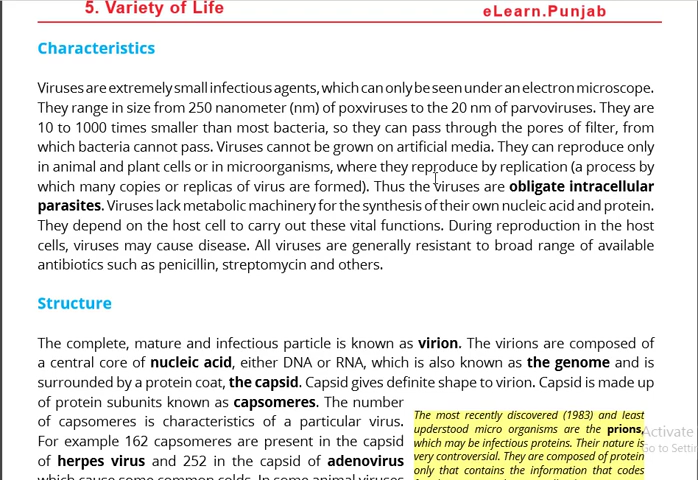 5. Variety of Life
eLearn.Punjab
Characteristics
Viruses are extremely small infectious agents, which can only be seen under an electron microscope.
They range in size from 250 nanometer (nm) of poxviruses to the 20 nm of parvoviruses. They are
10 to 1000 times smaller than most bacteria, so they can pass through the pores of filter, from
which bacteria cannot pass. Viruses cannot be grown on artificial media. They can reproduce only
in animal and plant cells or in microorganisms, where they reproduce by replication (a process by
which many copies or replicas of virus are formed). Thus the viruses are obligate intracellular
parasites. Viruses lack metabolic machinery for the synthesis of their own nucleic acid and protein.
They depend on the host cell to carry out these vital functions. During reproduction in the host
cells, viruses may cause disease. All viruses are generally resistant to broad range of available
antibiotics such as penicillin, streptomycin and others.
Structure
The complete, mature and infectious particle is known as virion. The virions are composed of
a central core of nucleic acid, either DNA or RNA, which is also known as the genome and is
surrounded by a protein coat, the capsid. Capsid gives definite shape to virion. Capsid is made up
of protein subunits known as capsomeres. The number
of capsomeres is characteristics of a particular virus.
For example 162 capsomeres are present in the capsid
of herpes virus and 252 in the capsid of adenovirus
which cause some common colds. In some animal viruses
The most recently discovered (1983) and least
understood micro organisms are the prions,
which may be infectious proteins. Their nature is
very controversial. They are composed of protein
only that contains the information that codes
Activate
Go to Settin